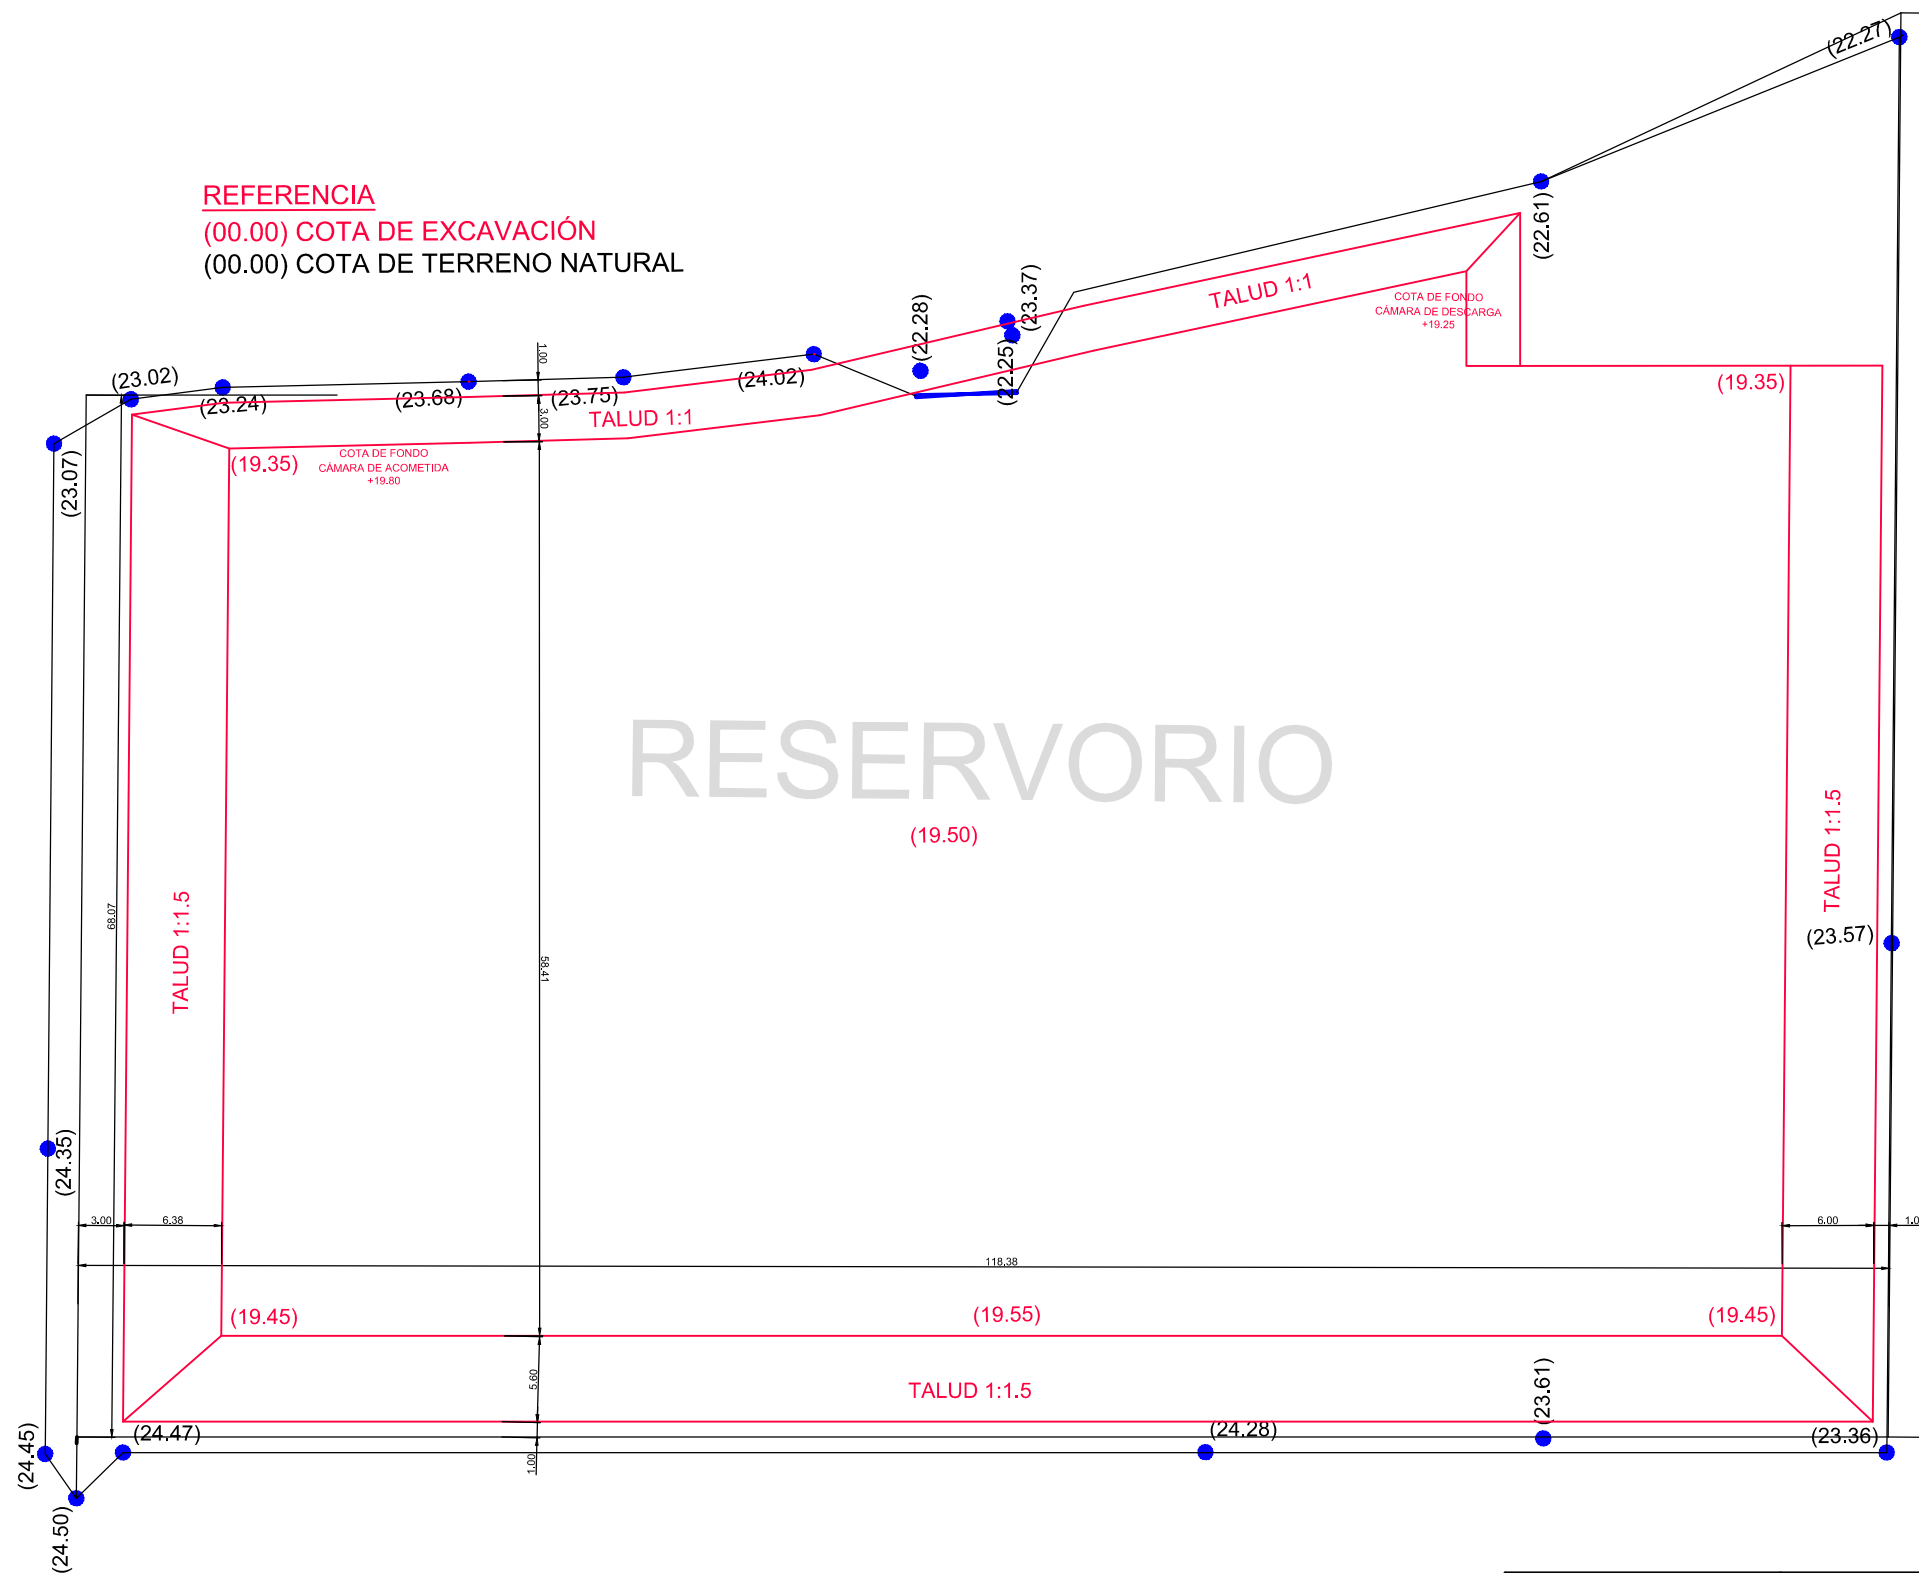 (22.27)
REFERENCIA
(00.00) COTA DE EXCAVACIÓN
(00.00) COTA DE TERRENO NATURAL
(22.61)
TALUD 1:1
COTA DE FONDO
CÁMARA DE DESCARGA
+19.25
(23.37)
(22.28)
(22.25)
1.00
(23.02)
(23.24)
(23.68)
(23.75)
(24.02)
(19.35)
3.00
TALUD 1:1
(23.07)
(19.35)
COTA DE FONDO
CÁMARA DE ACOMETIDA
+19.80
RESERVORIO
(19.50)
TALUD 1:1.5
TALUD 1:1.5
68.07
58.41
(23.57)
(24.35)
3.00
6.38
6.00
1.0
118.38
(19.45)
(19.55)
(19.45)
5.60
TALUD 1:1.5
(23.61)
(24.45)
(24.47)
(24.28)
(23.36)
1.00
(24.50)